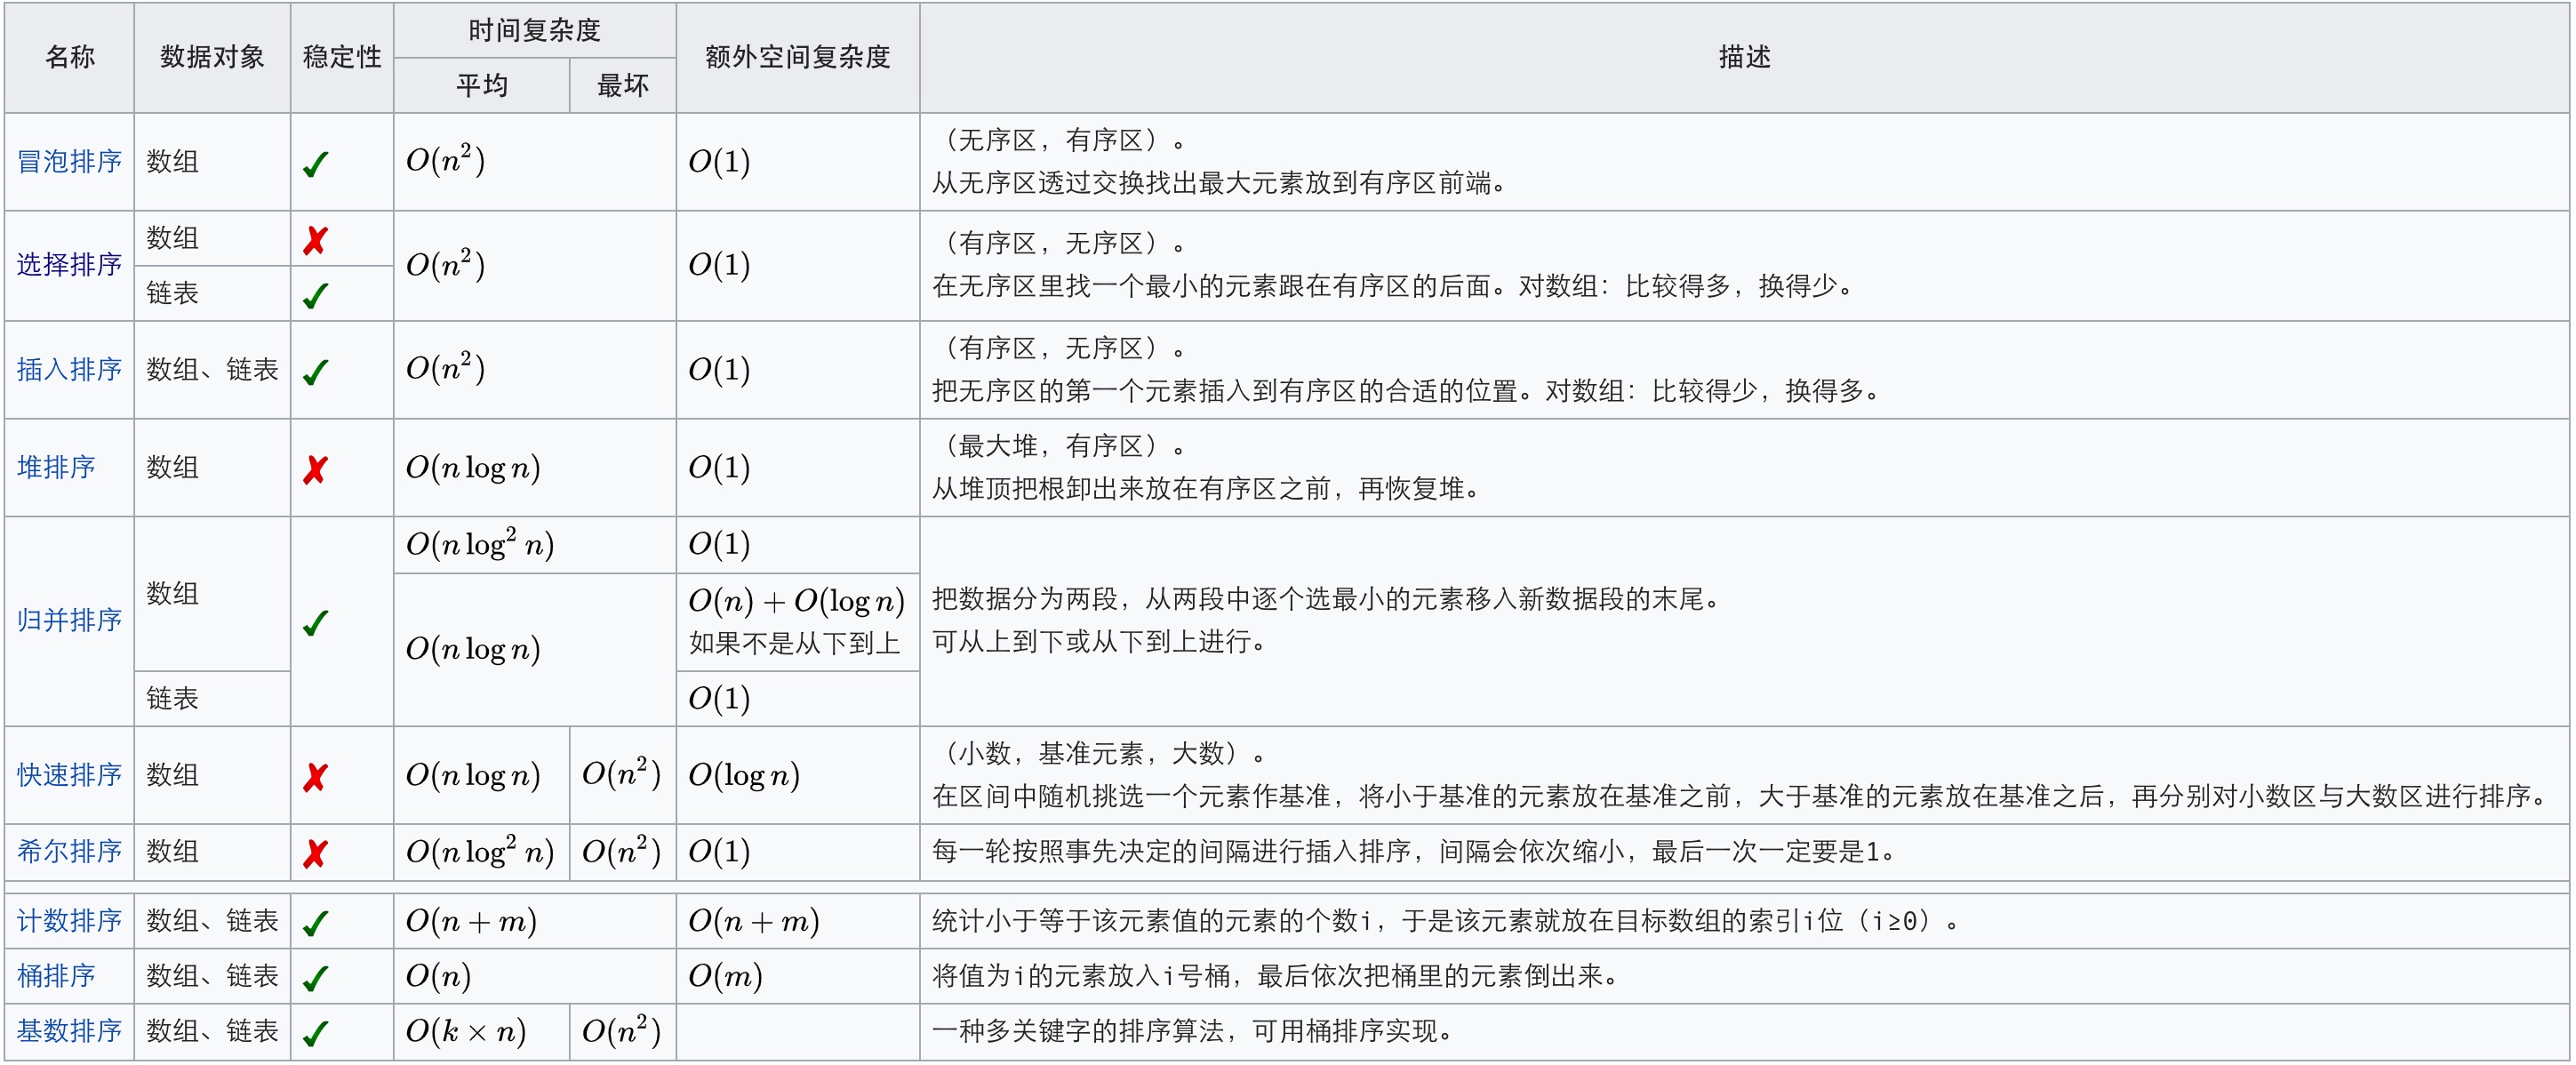 名称
数据对象
稳定性
时间复杂度
平均
最坏
额外空间复杂度
描述
冒泡排序
数组
✔
O(n²)
O(1)
（无序区，有序区）。
从无序区透过交换找出最大元素放到有序区前端。
选择排序
数组
✘
链表
✔
O(n²)
O(1)
（有序区，无序区）。
在无序区里找一个最小的元素跟在有序区的后面。对数组：比较得多，换得少。
插入排序
数组、链表
✔
O(n²)
O(1)
（有序区，无序区）。
把无序区的第一个元素插入到有序区的合适的位置。对数组：比较得少，换得多。
堆排序
数组
✘
O(n log n)
O(1)
（最大堆，有序区）。
从堆顶把根卸出来放在有序区之前，再恢复堆。
归并排序
数组
✔
O(n log² n)
O(1)
O(n log n)
O(n) + O(log n)
如果不是从下到上
链表
O(1)
把数据分为两段，从两段中逐个选最小的元素移入新数据段的末尾。
可从上到下或从下到上进行。
快速排序
数组
✘
O(n log n)
O(n²)
O(log n)
（小数，基准元素，大数）。
在区间中随机挑选一个元素作基准，将小于基准的元素放在基准之前，大于基准的元素放在基准之后，再分别对小数区与大数区进行排序。
希尔排序
数组
✘
O(n log² n)
O(n²)
O(1)
每一轮按照事先决定的间隔进行插入排序，间隔会依次缩小，最后一次一定要是1。
计数排序
数组、链表
✔
O(n + m)
O(n + m)
统计小于等于该元素值的元素的个数i，于是该元素就放在目标数组的索引i位（i≥0）。
桶排序
数组、链表
✔
O(n)
O(m)
将值为i的元素放入i号桶，最后依次把桶里的元素倒出来。
基数排序
数组、链表
✔
O(k × n)
O(n²)
一种多关键字的排序算法，可用桶排序实现。